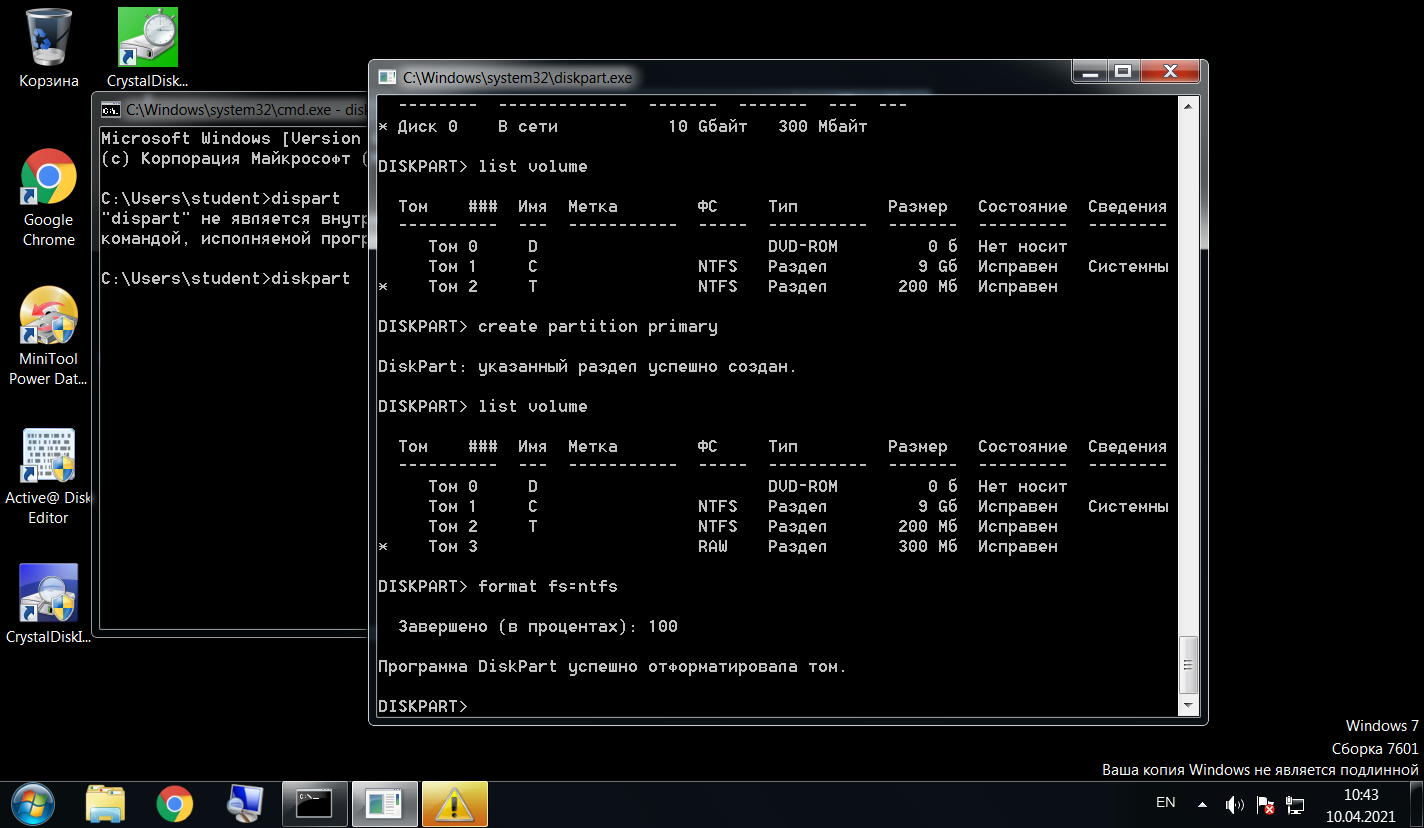 Корзина
CrystalDisk...
Google
Chrome
MiniTool
Power Dat...
Active@ Disk
Editor
CrystalDiskI...
C:\Windows\system32\cmd.exe - dis
Microsoft Windows [Version
(c) Корпорация Майкрософт (
C:\Users\student>dispart
"dispart" не является внутр
командой, исполняемой прогр
C:\Users\student>diskpart
C:\Windows\system32\diskpart.exe
-------- ------------- ------- ------- --- ---
* Диск 0 В сети 10 Gбайт 300 Mбайт
DISKPART> list volume
Том ### Имя Метка ФС Тип Размер Состояние Сведения
---------- --- ----------- ----- ---------- ------- --------- --------
Том 0 D DVD-ROM 0 б Нет носит
Том 1 C NTFS Раздел 9 Gб Исправен Системны
* Том 2 T NTFS Раздел 200 Mб Исправен
DISKPART> create partition primary
DiskPart: указанный раздел успешно создан.
DISKPART> list volume
Том ### Имя Метка ФС Тип Размер Состояние Сведения
---------- --- ----------- ----- ---------- ------- --------- --------
Том 0 D DVD-ROM 0 б Нет носит
Том 1 C NTFS Раздел 9 Gб Исправен Системны
Том 2 T NTFS Раздел 200 Mб Исправен
* Том 3 RAW Раздел 300 Mб Исправен
DISKPART> format fs=ntfs
Завершено (в процентах): 100
Программа DiskPart успешно отформатировала том.
DISKPART>
Windows 7
Сборка 7601
Ваша копия Windows не является подлинной
EN
10:43
10.04.2021